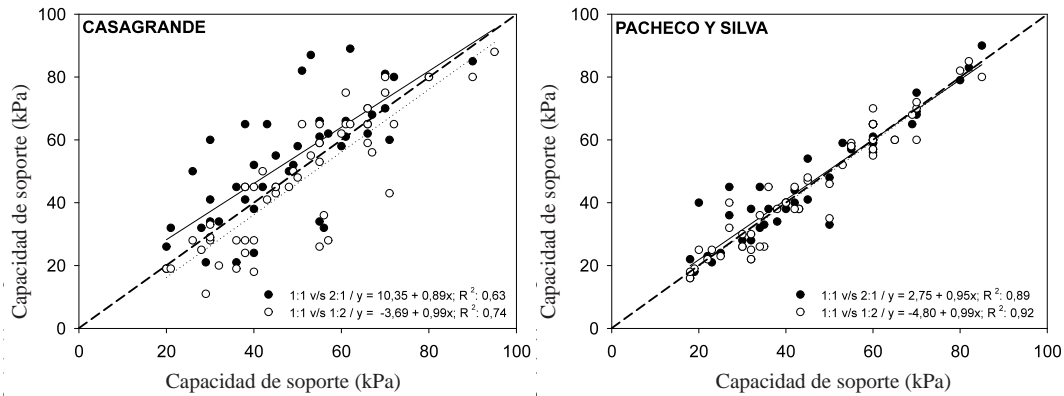 CASAGRANDE
Capacidad de soporte (kPa)
100
80
60
40
20
0
1:1 v/s 2:1 / y = 10,35 + 0,89x; R²: 0,63
1:1 v/s 1:2 / y = -3,69 + 0,99x; R²: 0,74
0 20 40 60 80 100
Capacidad de soporte (kPa)
PACHECO Y SILVA
Capacidad de soporte (kPa)
100
80
60
40
20
0
1:1 v/s 2:1 / y = 2,75 + 0,95x; R²: 0,89
1:1 v/s 1:2 / y = -4,80 + 0,99x; R²: 0,92
0 20 40 60 80 100
Capacidad de soporte (kPa)